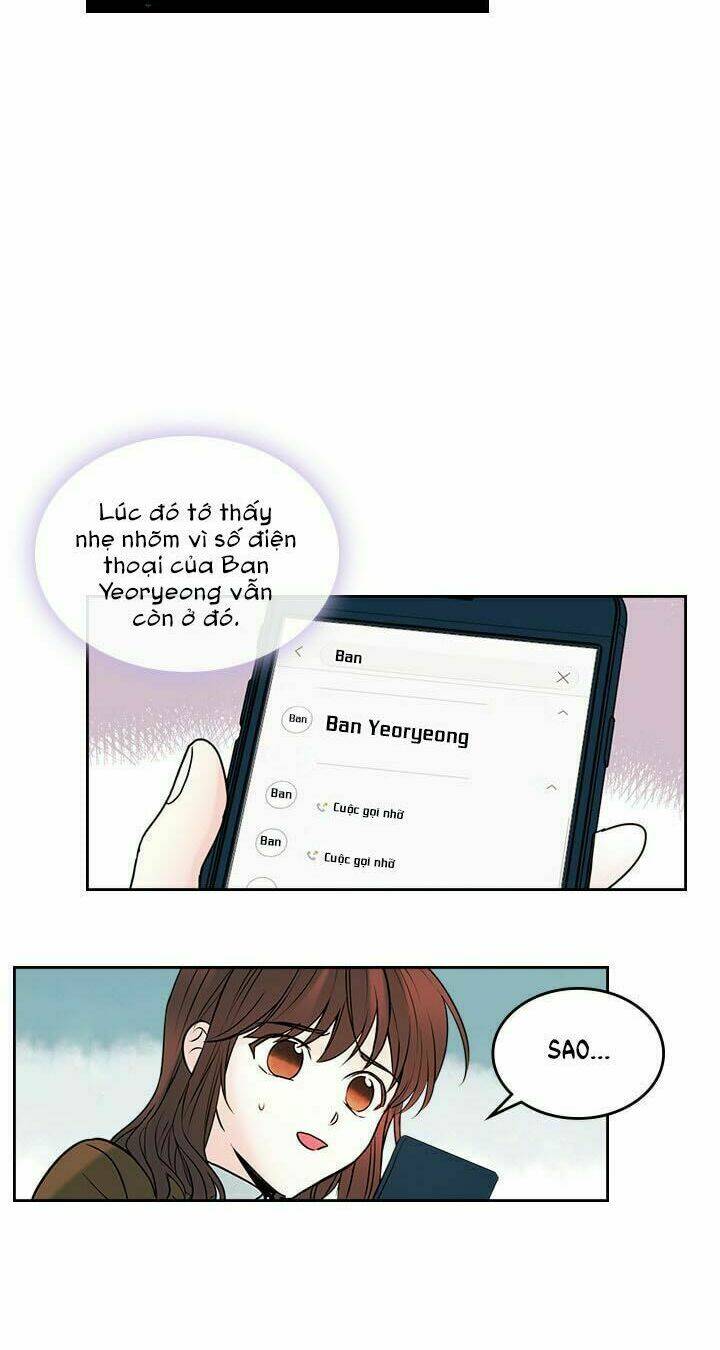 Lúc đó tớ thấy
nhẹ nhõm vì số điện
thoại của Ban
Yeoryeong vẫn
còn ở đó.
Ban
Ban Ban Yeoryeong
Ban Cuộc gọi nhỡ
Ban Cuộc gọi nhỡ
SAO...